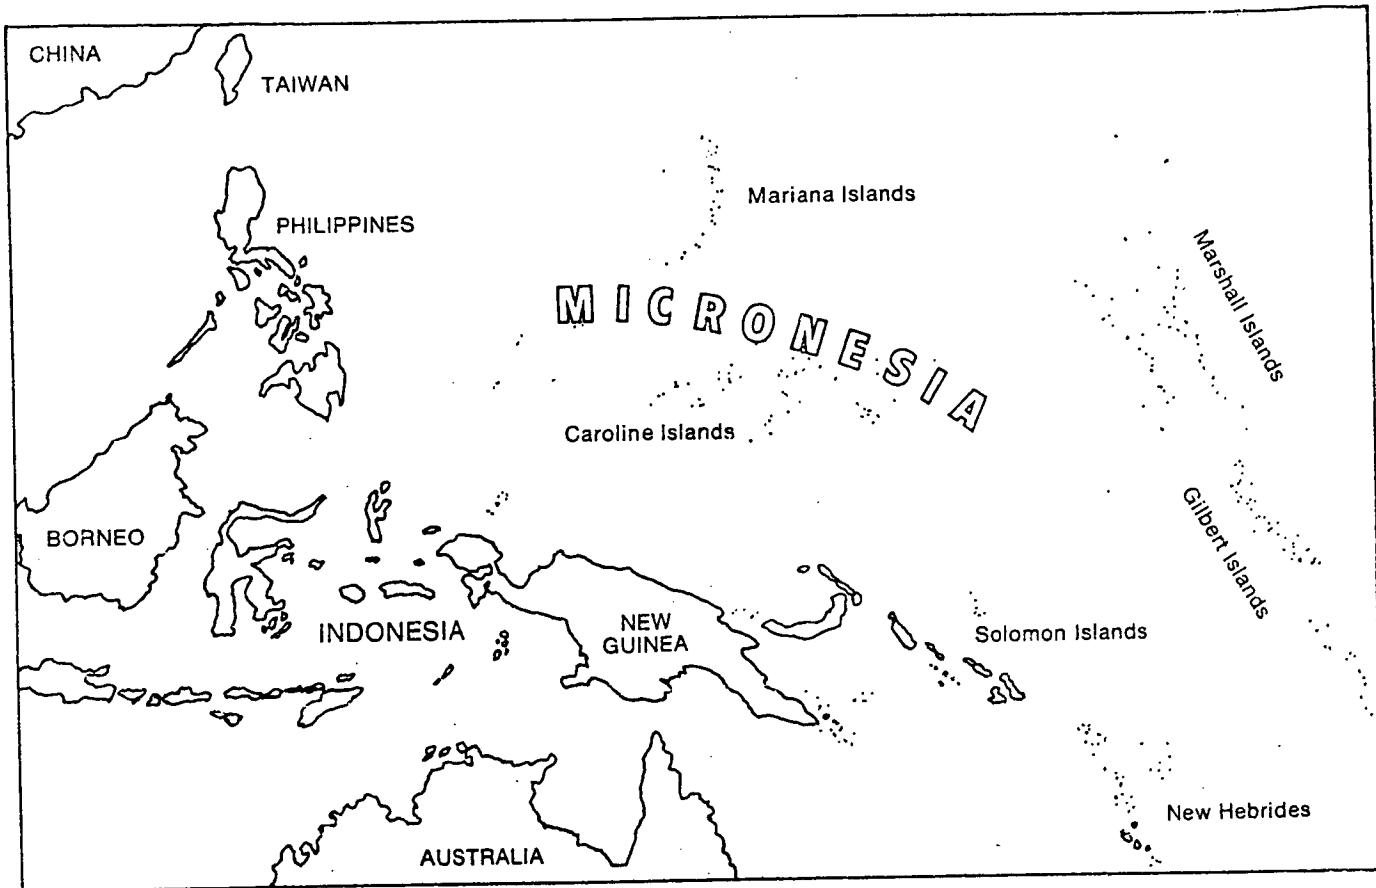 CHINA
TAIWAN
Mariana Islands
PHILIPPINES
Marshall Islands
MICRONESIA
Caroline Islands
Gilbert Islands
BORNEO
INDONESIA
NEW
GUINEA
Solomon Islands
New Hebrides
AUSTRALIA